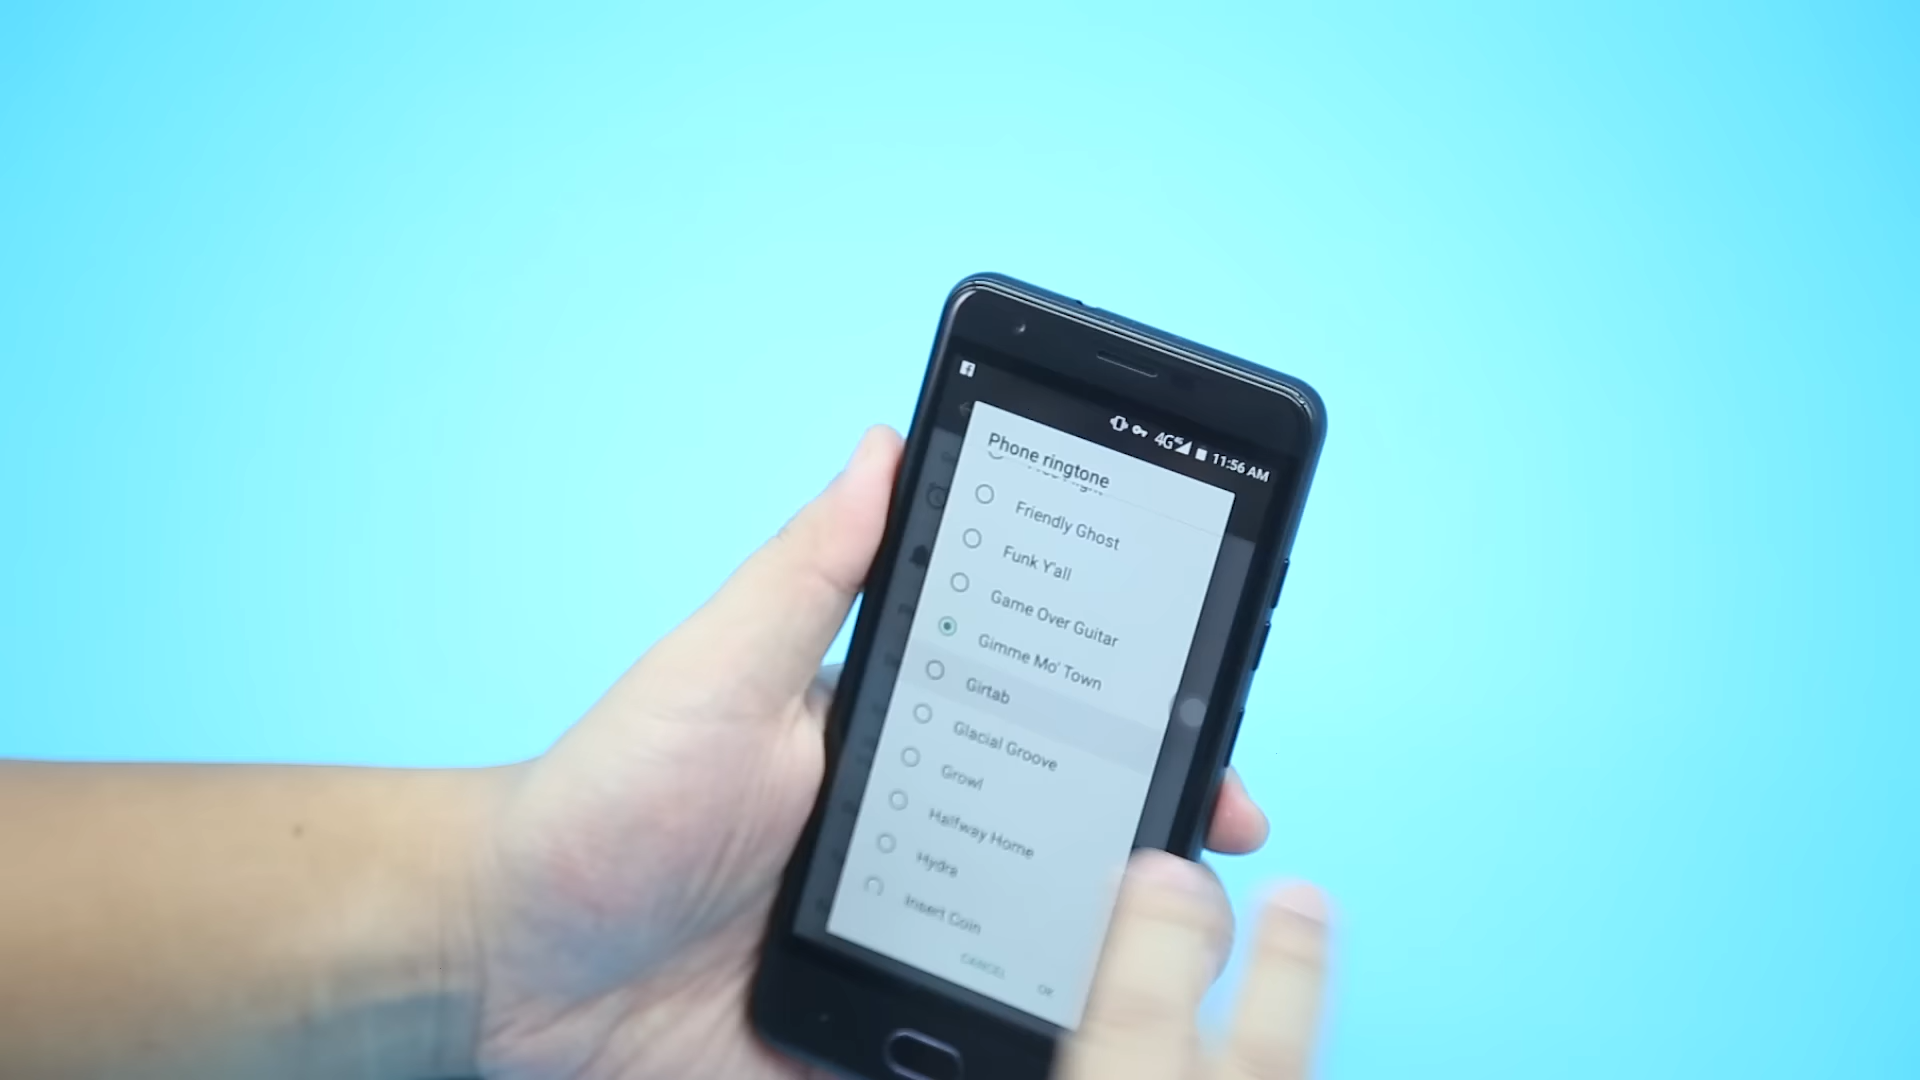 4G 11:56 AM
Phone ringtone
Friendly Ghost
Funk Y'all
Game Over Guitar
Gimme Mo' Town
Girtab
Glacial Groove
Growl
Halfway Home
Hydra
Insert Coin
CANCEL OK